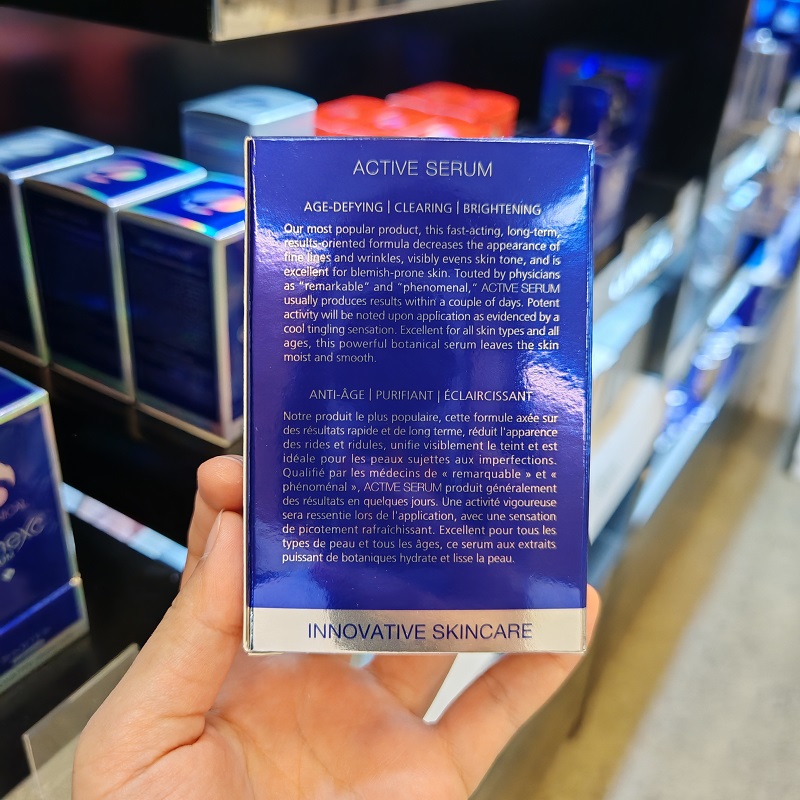 ACTIVE SERUM
AGE-DEFYING | CLEARING | BRIGHTENING
Our most popular product, this fast-acting, long-term,
results-oriented formula decreases the appearance of
fine lines and wrinkles, visibly evens skin tone, and is
excellent for blemish-prone skin. Touted by physicians
as “remarkable” and “phenomenal,” ACTIVE SERUM
usually produces results within a couple of days. Potent
activity will be noted upon application as evidenced by a
cool tingling sensation. Excellent for all skin types and all
ages, this powerful botanical serum leaves the skin
moist and smooth.
ANTI-ÂGE | PURIFIANT | ÉCLAIRCISSANT
Notre produit le plus populaire, cette formule axée sur
des résultats rapide et de long terme, réduit l'apparence
des rides et ridules, unifie visiblement le teint et est
idéale pour les peaux sujettes aux imperfections.
Qualifié par les médecins de « remarquable » et «
phénoménal », ACTIVE SERUM produit généralement
des résultats en quelques jours. Une activité vigoureuse
sera ressentie lors de l'application, avec une sensation
de picotement rafraîchissant. Excellent pour tous les
types de peau et tous les âges, ce serum aux extraits
puissant de botaniques hydrate et lisse la peau.
INNOVATIVE SKINCARE